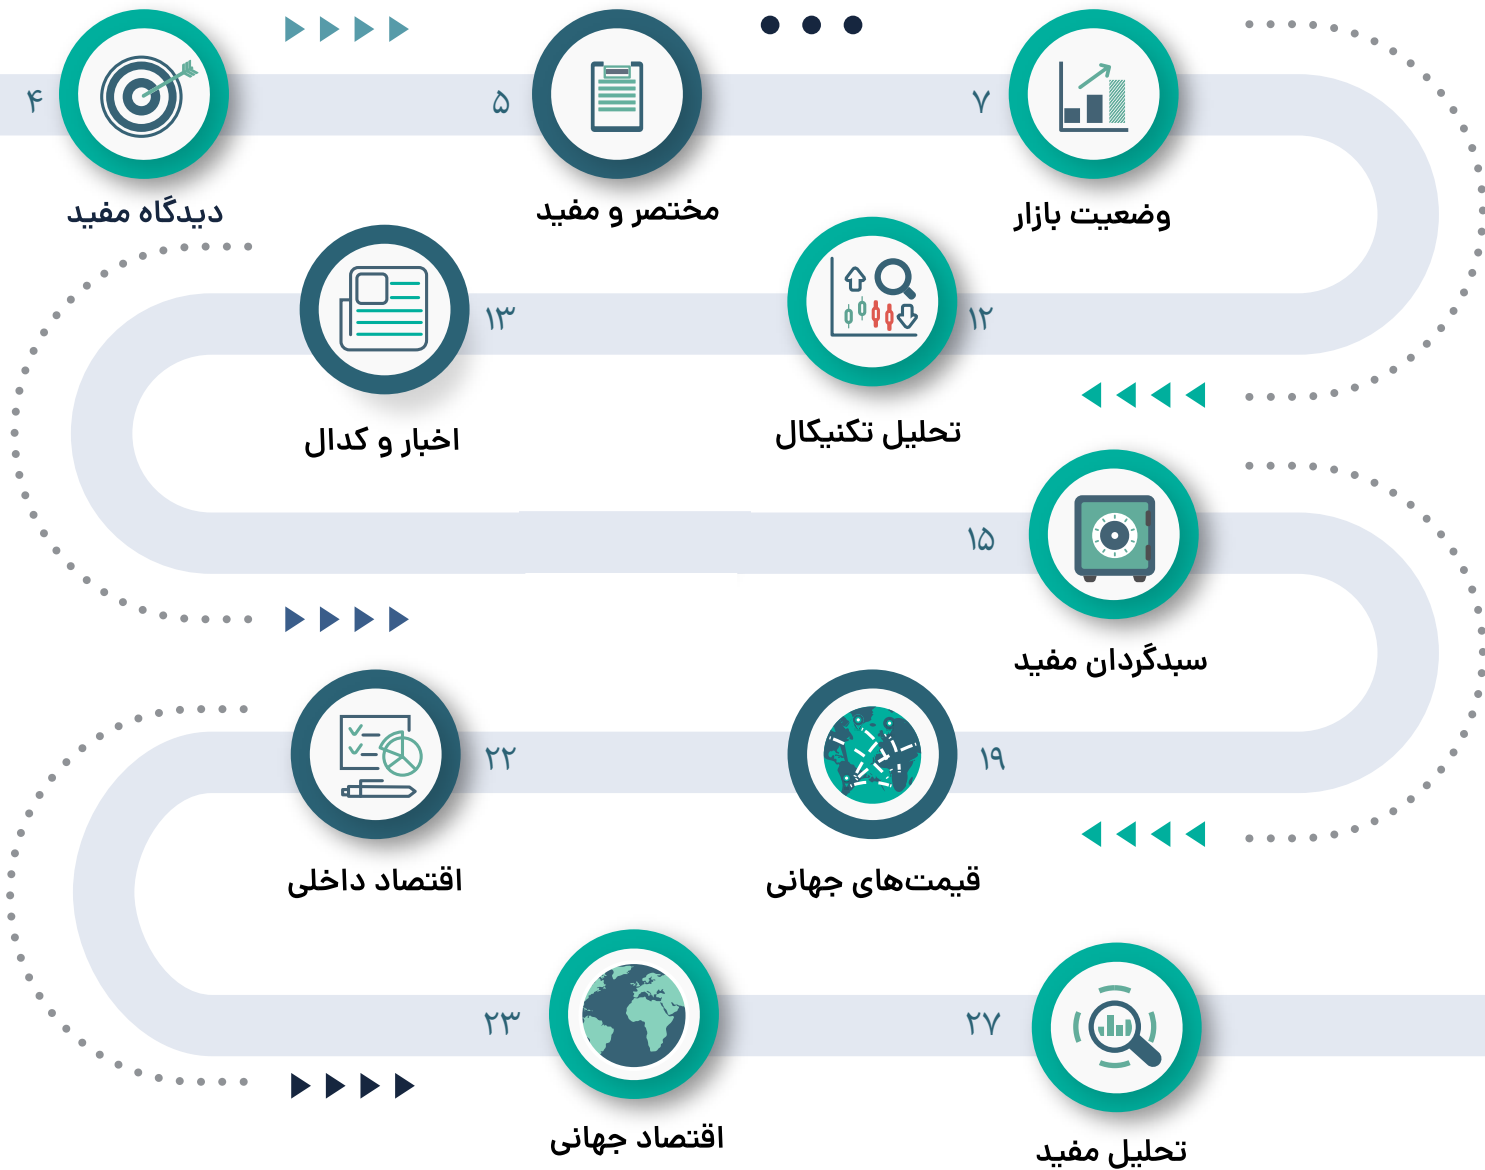 ۴
دیدگاه مفید
۵
مختصر و مفید
۷
وضعیت بازار
۱۲
تحلیل تکنیکال
۱۳
اخبار و کدال
۱۵
سبدگردان مفید
۱۹
قیمت‌های جهانی
۲۲
اقتصاد داخلی
۲۳
اقتصاد جهانی
۲۷
تحلیل مفید